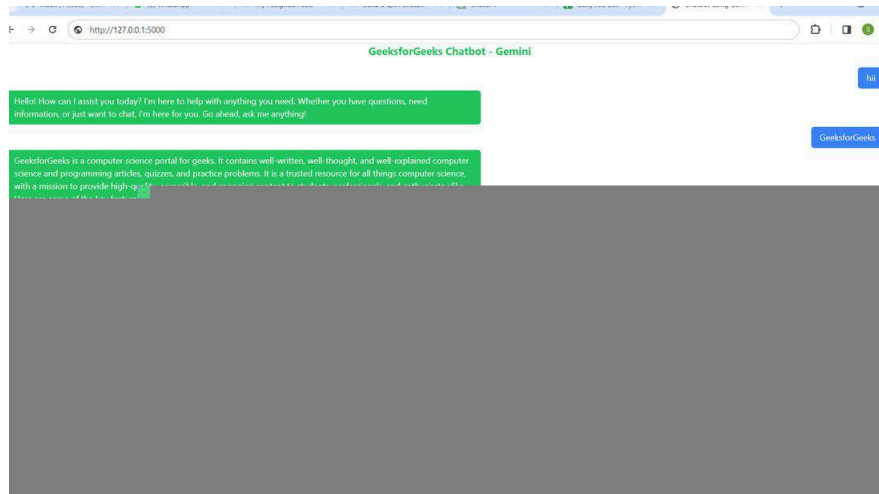 http://127.0.0.1:5000
GeeksforGeeks Chatbot - Gemini
hii
Hello! How can I assist you today? I'm here to help with anything you need. Whether you have questions, need
information, or just want to chat, I'm here for you. Go ahead, ask me anything!
GeeksforGeeks
GeeksforGeeks is a computer science portal for geeks. It contains well-written, well-thought, and well-explained computer
science and programming articles, quizzes, and practice problems. It is a trusted resource for all things computer science,
with a mission to provide high-quality